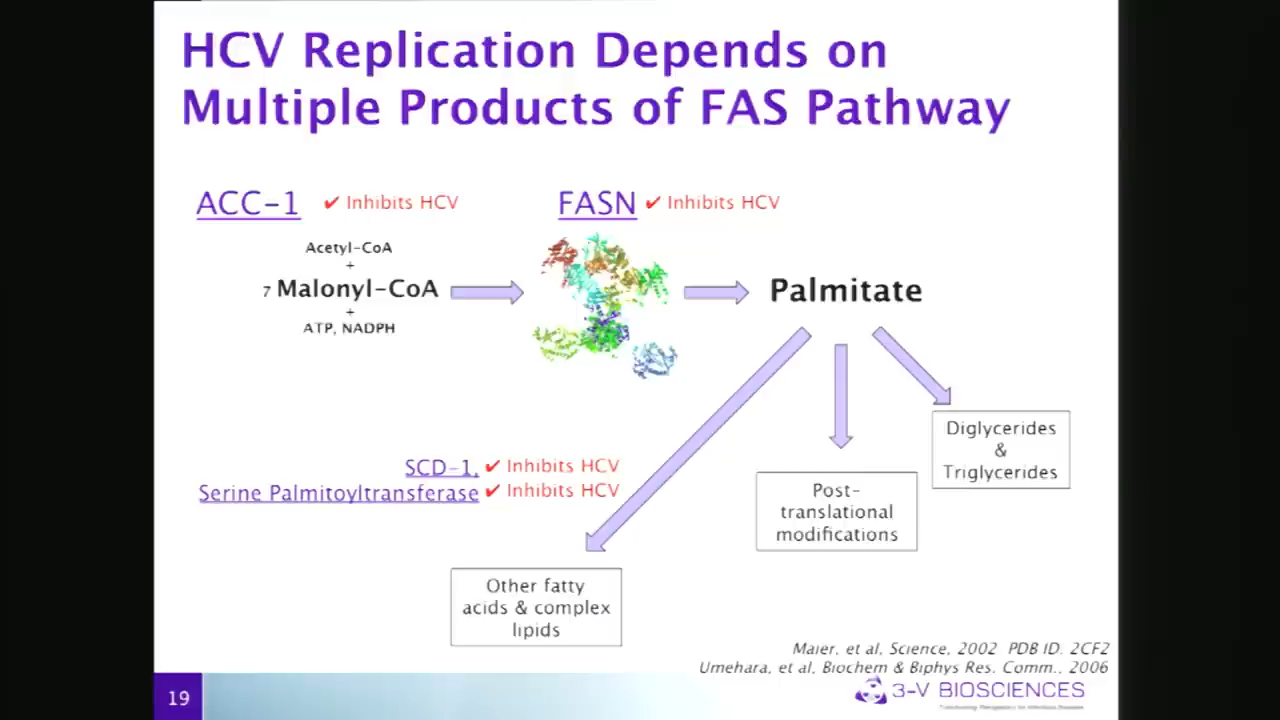 HCV Replication Depends on
Multiple Products of FAS Pathway
ACC-1 ✔ Inhibits HCV
FASN ✔ Inhibits HCV
Acetyl-CoA
+
7 Malonyl-CoA
+
ATP, NADPH
Palmitate
Diglycerides
&
Triglycerides
SCD-1, ✔ Inhibits HCV
Serine Palmitoyltransferase ✔ Inhibits HCV
Post-
translational
modifications
Other fatty
acids & complex
lipids
Maier, et al, Science, 2002 PDB ID. 2CF2
Umehara, et al, Biochem & Biphys Res. Comm., 2006
19
3-V BIOSCIENCES